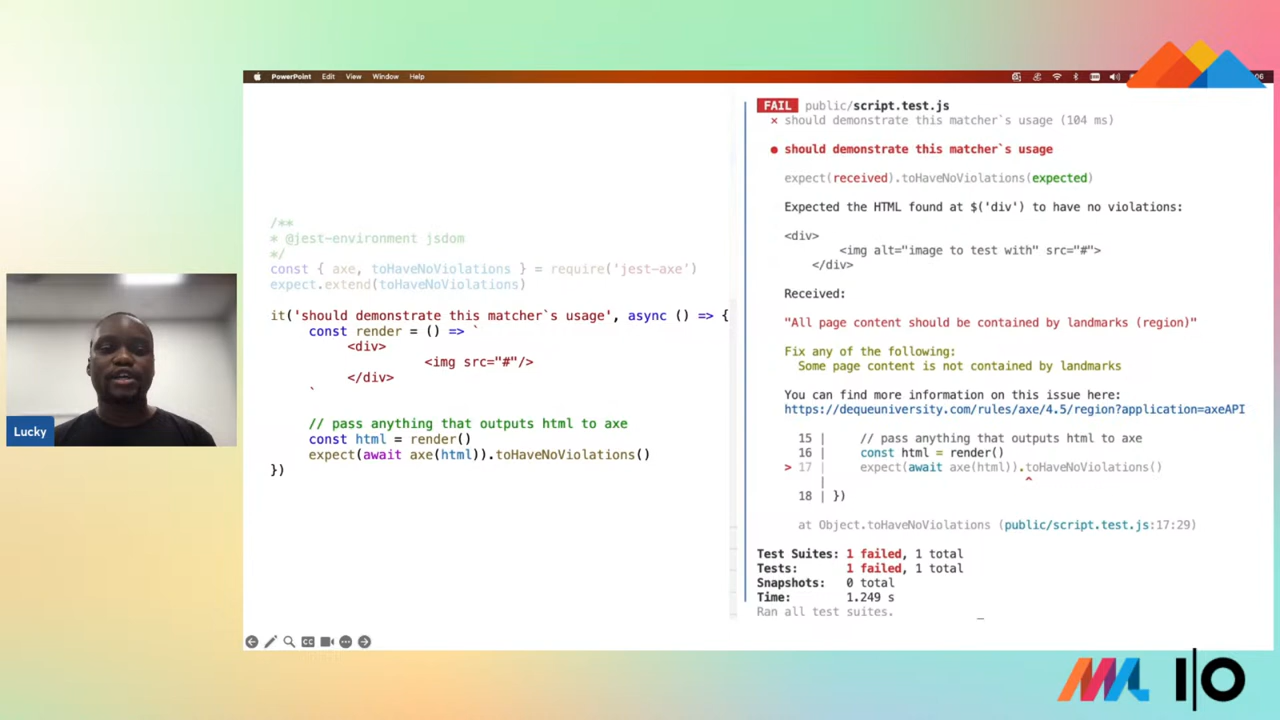 PowerPoint Edit View Window Help
/**
* @jest-environment jsdom
*/
const { axe, toHaveNoViolations } = require('jest-axe')
expect.extend(toHaveNoViolations)
it('should demonstrate this matcher`s usage', async () => {
const render = () => `
<div>
<img src="#"/>
</div>
`
// pass anything that outputs html to axe
const html = render()
expect(await axe(html)).toHaveNoViolations()
})
FAIL public/script.test.js
× should demonstrate this matcher`s usage (104 ms)
● should demonstrate this matcher`s usage
expect(received).toHaveNoViolations(expected)
Expected the HTML found at $('div') to have no violations:
<div>
<img alt="image to test with" src="#">
</div>
Received:
"All page content should be contained by landmarks (region)"
Fix any of the following:
Some page content is not contained by landmarks
You can find more information on this issue here:
https://dequeuniversity.com/rules/axe/4.5/region?application=axeAPI
15 | // pass anything that outputs html to axe
16 | const html = render()
> 17 | expect(await axe(html)).toHaveNoViolations()
| ^
18 | })
at Object.toHaveNoViolations (public/script.test.js:17:29)
Test Suites: 1 failed, 1 total
Tests: 1 failed, 1 total
Snapshots: 0 total
Time: 1.249 s
Ran all test suites.
Lucky
CC
I|O